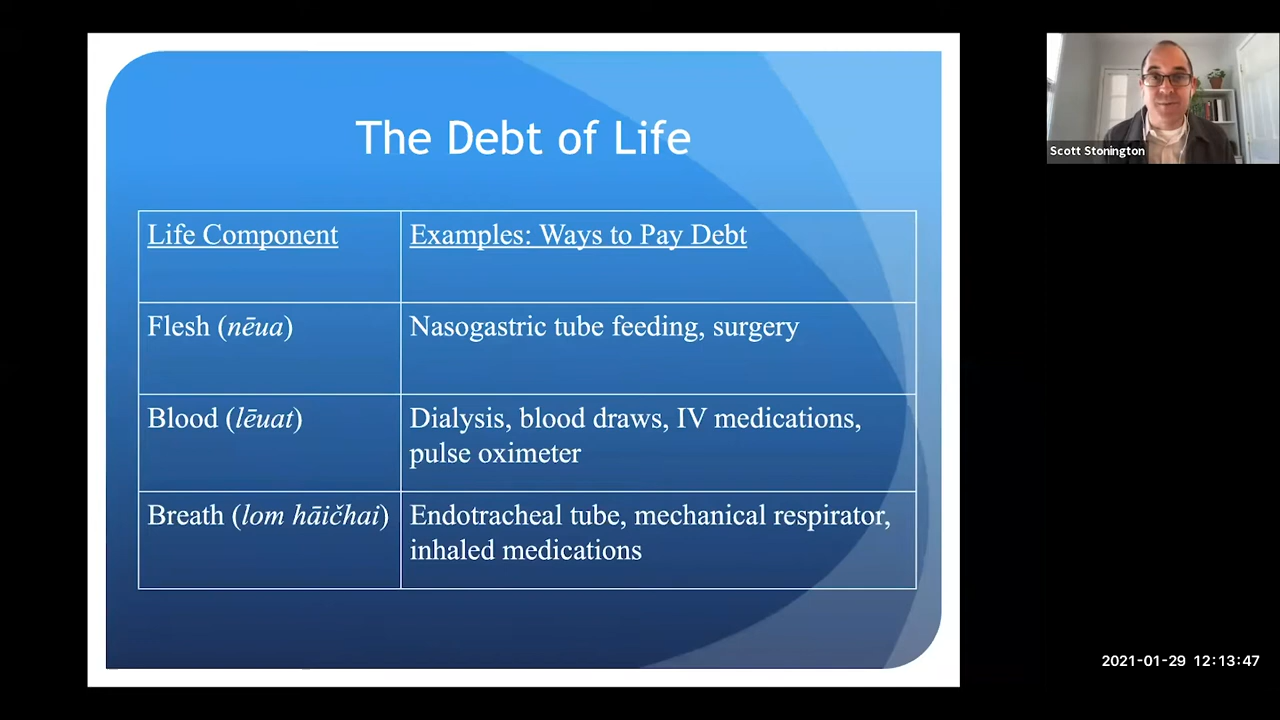 The Debt of Life
Life Component
Examples: Ways to Pay Debt
Flesh (nēua)
Nasogastric tube feeding, surgery
Blood (lēuat)
Dialysis, blood draws, IV medications,
pulse oximeter
Breath (lom hāičhai)
Endotracheal tube, mechanical respirator,
inhaled medications
Scott Stonington
2021-01-29 12:13:47